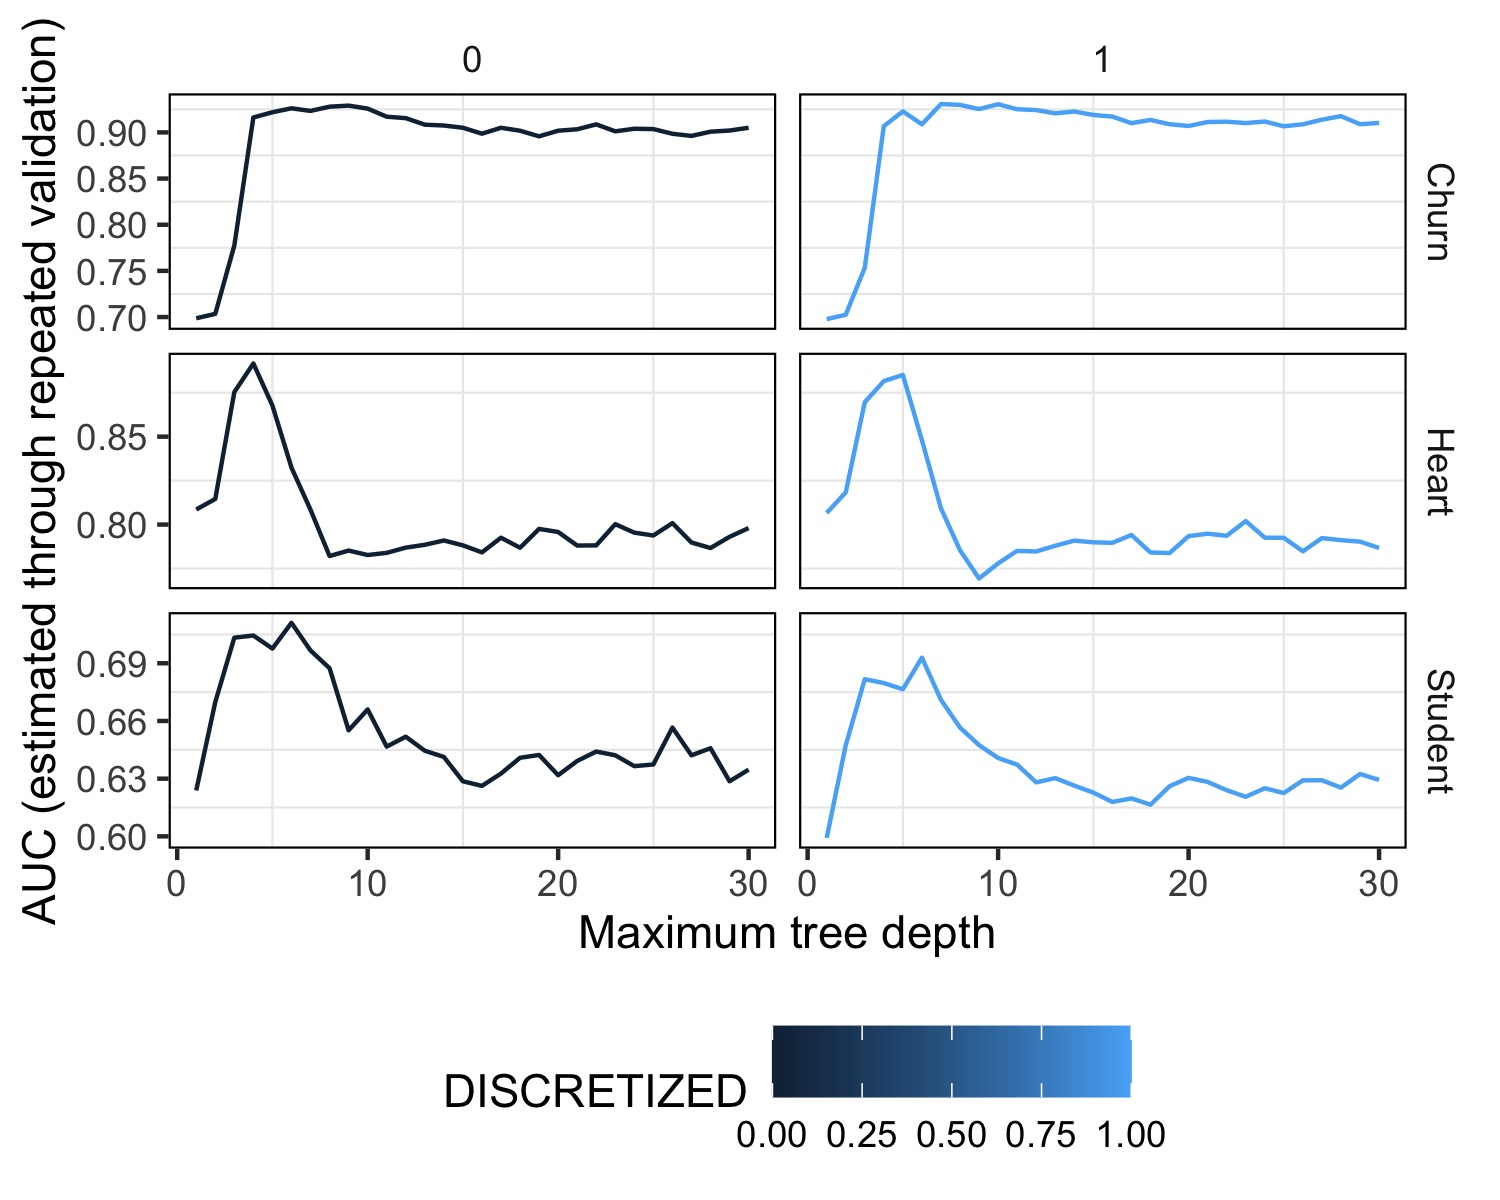 0
1
AUC (estimated through repeated validation)
0.90
0.85
0.80
0.75
0.70
Churn
0.85
0.80
Heart
0.69
0.66
0.63
0.60
Student
0 10 20 30
0 10 20 30
Maximum tree depth
DISCRETIZED
0.00 0.25 0.50 0.75 1.00